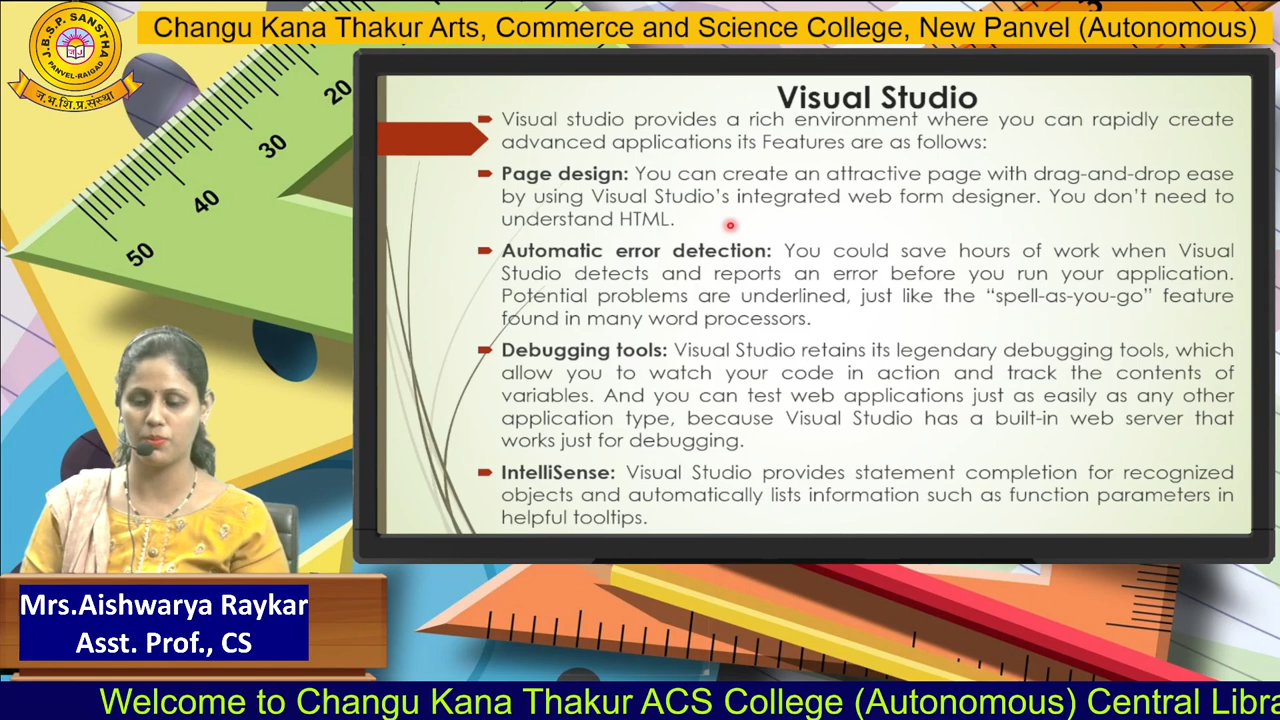 J.B.S.P. SANSTHA
PANVEL-RAIGAD
ज.भ.शि.प्र.संस्था
Changu Kana Thakur Arts, Commerce and Science College, New Panvel (Autonomous)
20
30
40
50
Visual Studio
Visual studio provides a rich environment where you can rapidly create
advanced applications its Features are as follows:
Page design: You can create an attractive page with drag-and-drop ease
by using Visual Studio’s integrated web form designer. You don’t need to
understand HTML.
Automatic error detection: You could save hours of work when Visual
Studio detects and reports an error before you run your application.
Potential problems are underlined, just like the “spell-as-you-go” feature
found in many word processors.
Debugging tools: Visual Studio retains its legendary debugging tools, which
allow you to watch your code in action and track the contents of
variables. And you can test web applications just as easily as any other
application type, because Visual Studio has a built-in web server that
works just for debugging.
IntelliSense: Visual Studio provides statement completion for recognized
objects and automatically lists information such as function parameters in
helpful tooltips.
Mrs.Aishwarya Raykar
Asst. Prof., CS
Welcome to Changu Kana Thakur ACS College (Autonomous) Central Libra